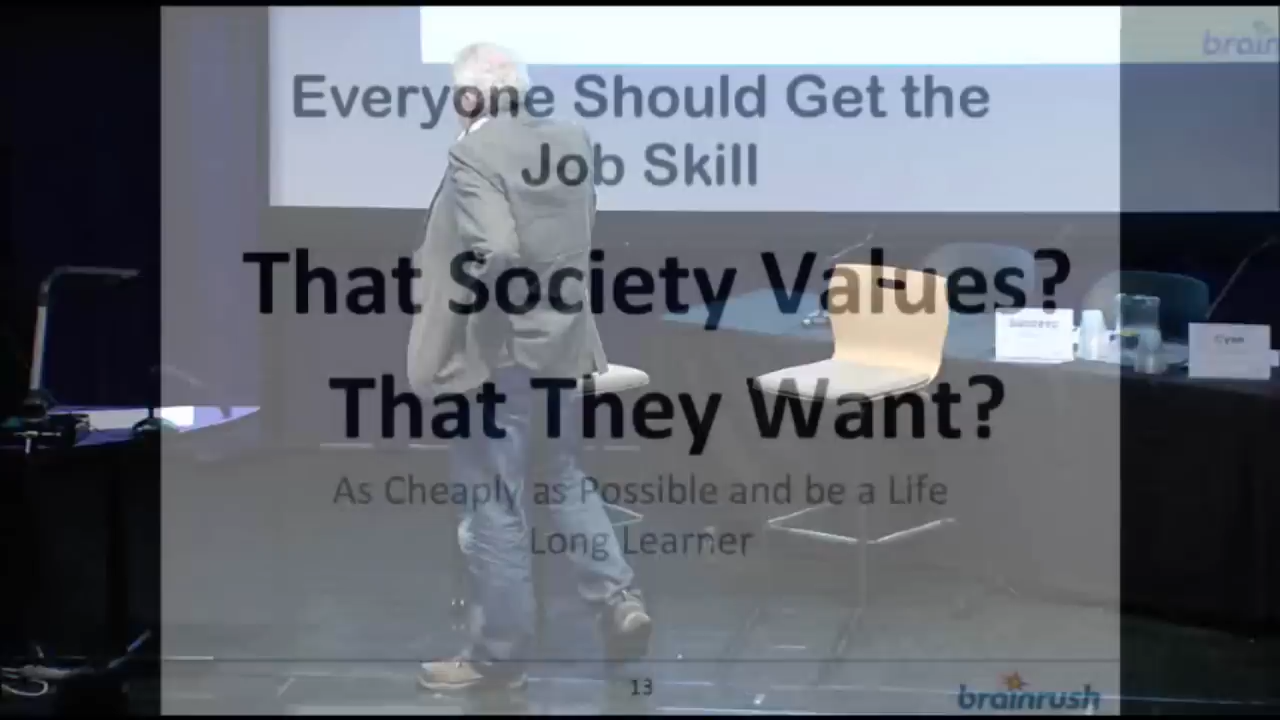 brain
Everyone Should Get the
Job Skill
That Society Values?
That They Want?
As Cheaply as Possible and be a Life
Long Learner
13
brainrush